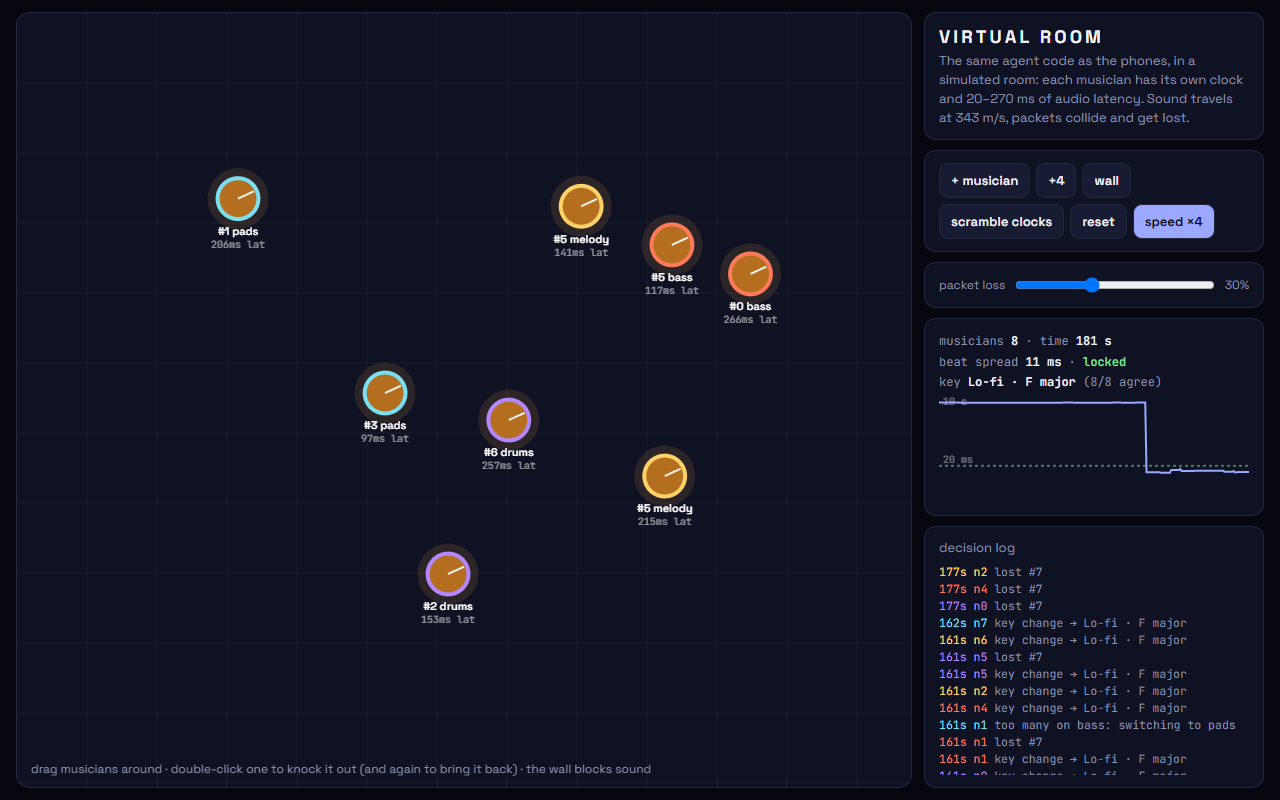 #1 pads
206ms lat
#5 melody
141ms lat
#5 bass
117ms lat
#0 bass
266ms lat
#3 pads
97ms lat
#6 drums
257ms lat
#5 melody
215ms lat
#2 drums
153ms lat
drag musicians around · double-click one to knock it out (and again to bring it back) · the wall blocks sound
VIRTUAL ROOM
The same agent code as the phones, in a
simulated room: each musician has its own clock
and 20–270 ms of audio latency. Sound travels
at 343 m/s, packets collide and get lost.
+ musician
+4
wall
scramble clocks
reset
speed ×4
packet loss
30%
musicians 8 · time 181 s
beat spread 11 ms · locked
key Lo-fi · F major (8/8 agree)
10 s
20 ms
decision log
177s n2 lost #7
177s n4 lost #7
177s n0 lost #7
162s n7 key change → Lo-fi · F major
161s n6 key change → Lo-fi · F major
161s n5 lost #7
161s n5 key change → Lo-fi · F major
161s n2 key change → Lo-fi · F major
161s n4 key change → Lo-fi · F major
161s n1 too many on bass: switching to pads
161s n1 lost #7
161s n1 key change → Lo-fi · F major
161s n0 key change → Lo-fi · F major